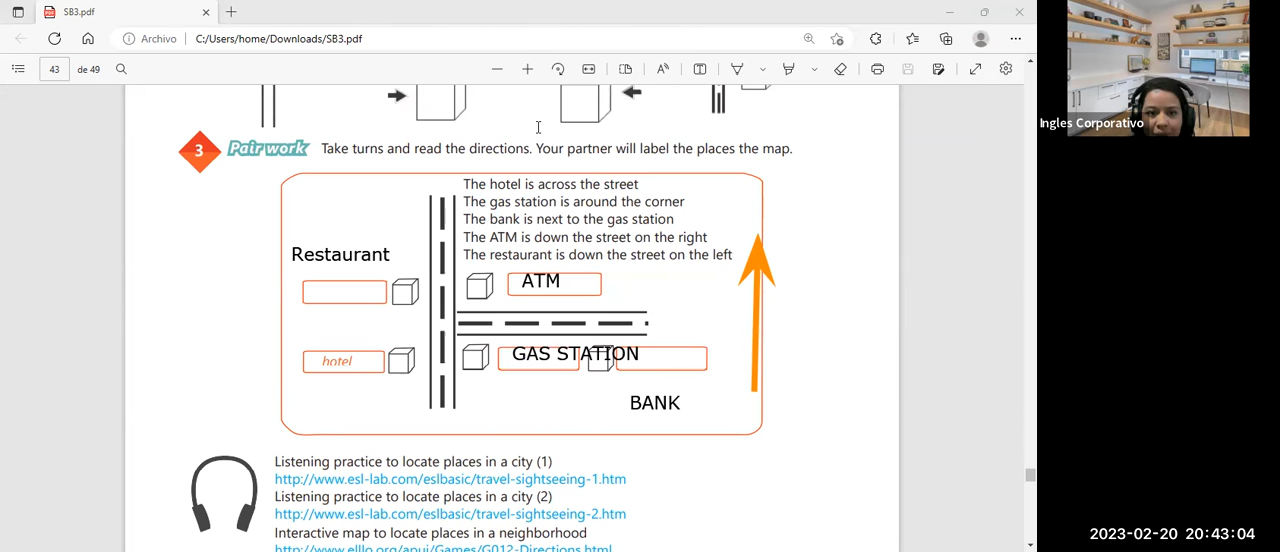 SB3.pdf
Archivo
C:/Users/home/Downloads/SB3.pdf
43
de 49
Ingles Corporativo
3
Pair work
Take turns and read the directions. Your partner will label the places the map.
The hotel is across the street
The gas station is around the corner
The bank is next to the gas station
The ATM is down the street on the right
The restaurant is down the street on the left
Restaurant
ATM
hotel
GAS STATION
BANK
Listening practice to locate places in a city (1)
http://www.esl-lab.com/eslbasic/travel-sightseeing-1.htm
Listening practice to locate places in a city (2)
http://www.esl-lab.com/eslbasic/travel-sightseeing-2.htm
Interactive map to locate places in a neighborhood
2023-02-20 20:43:04